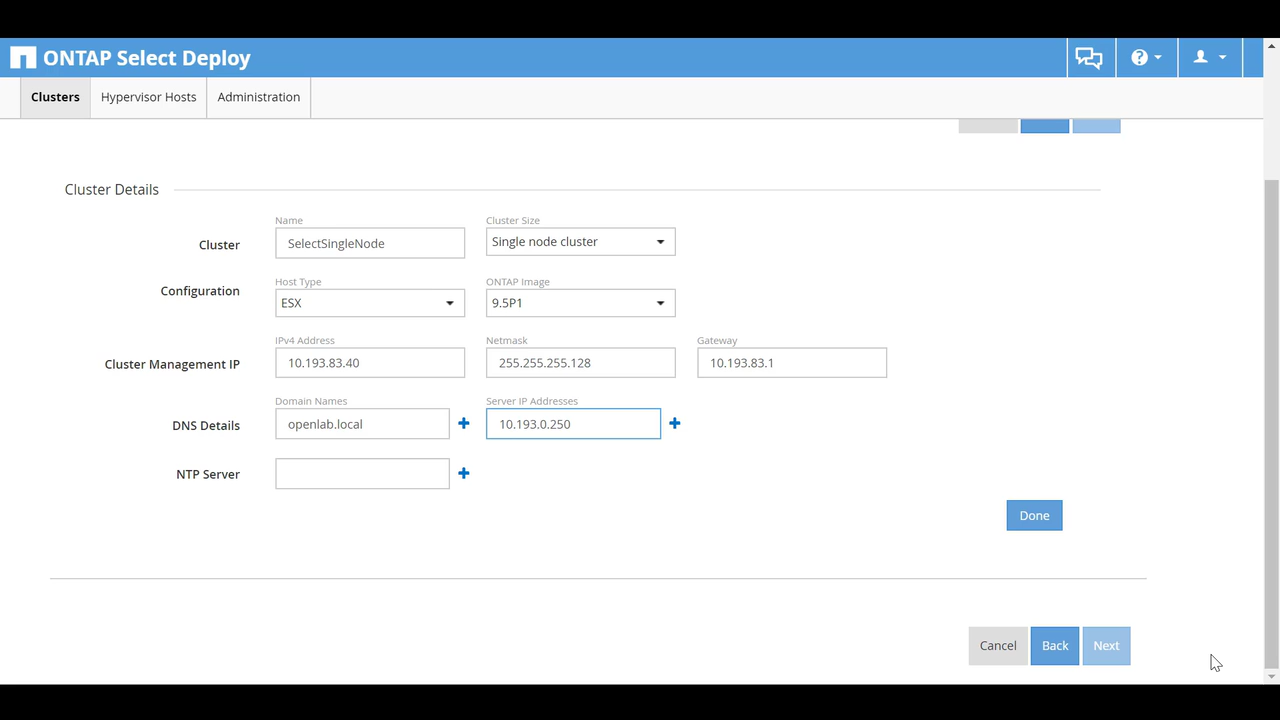 ONTAP Select Deploy
Clusters Hypervisor Hosts Administration
Cluster Details
Name Cluster Size
Cluster SelectSingleNode Single node cluster
Host Type ONTAP Image
Configuration ESX 9.5P1
IPv4 Address Netmask Gateway
Cluster Management IP 10.193.83.40 255.255.255.128 10.193.83.1
Domain Names Server IP Addresses
DNS Details openlab.local 10.193.0.250
NTP Server
Done
Cancel Back Next